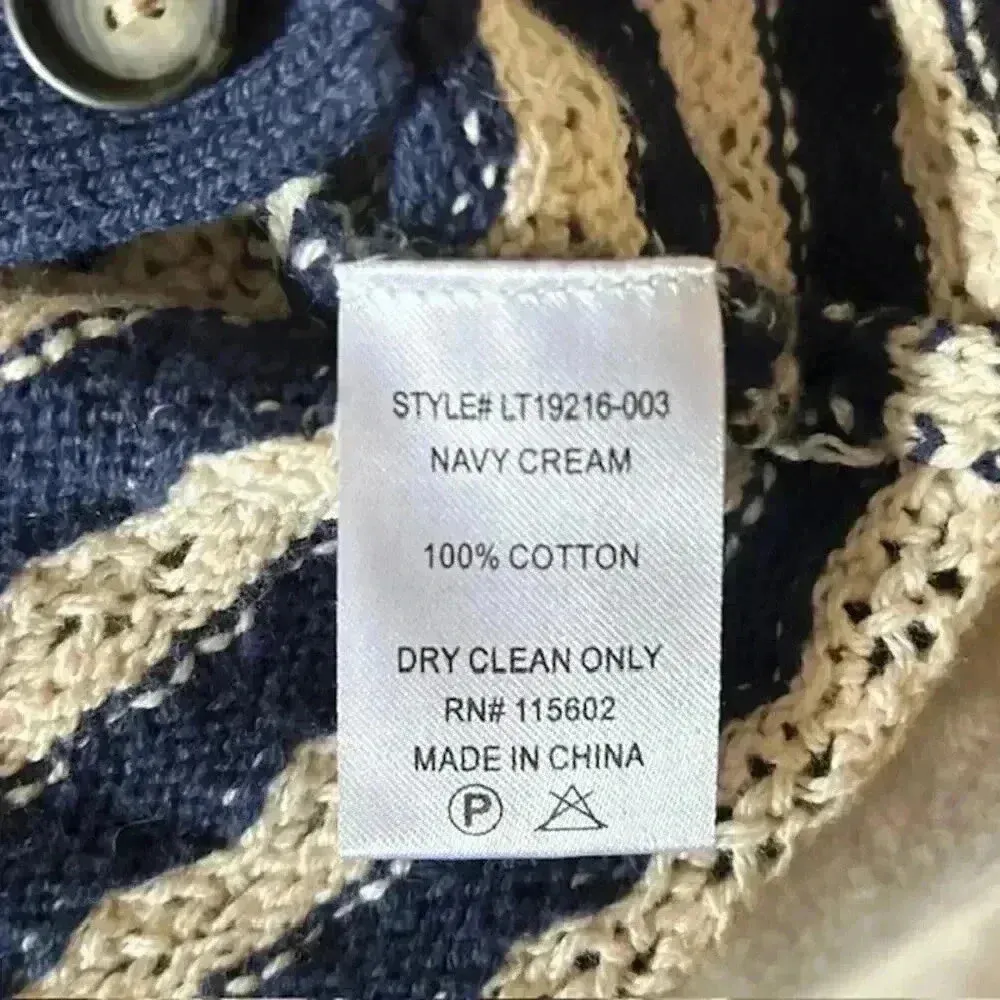 STYLE# LT19216-003
NAVY CREAM
100% COTTON
DRY CLEAN ONLY
RN# 115602
MADE IN CHINA
P